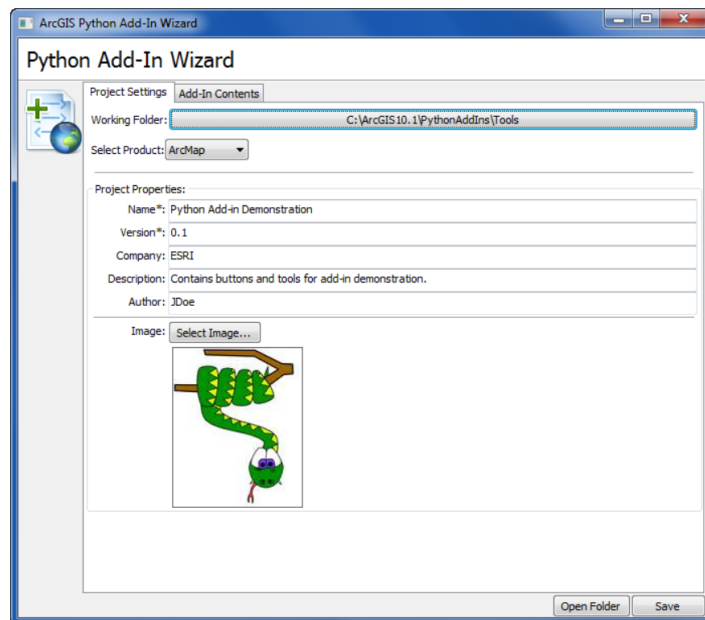 ArcGIS Python Add-In Wizard
Python Add-In Wizard
Project Settings Add-In Contents
Working Folder: C:\ArcGIS10.1\PythonAddIns\Tools
Select Product: ArcMap
Project Properties:
Name*: Python Add-in Demonstration
Version*: 0.1
Company: ESRI
Description: Contains buttons and tools for add-in demonstration.
Author: JDoe
Image: Select Image...
Open Folder Save